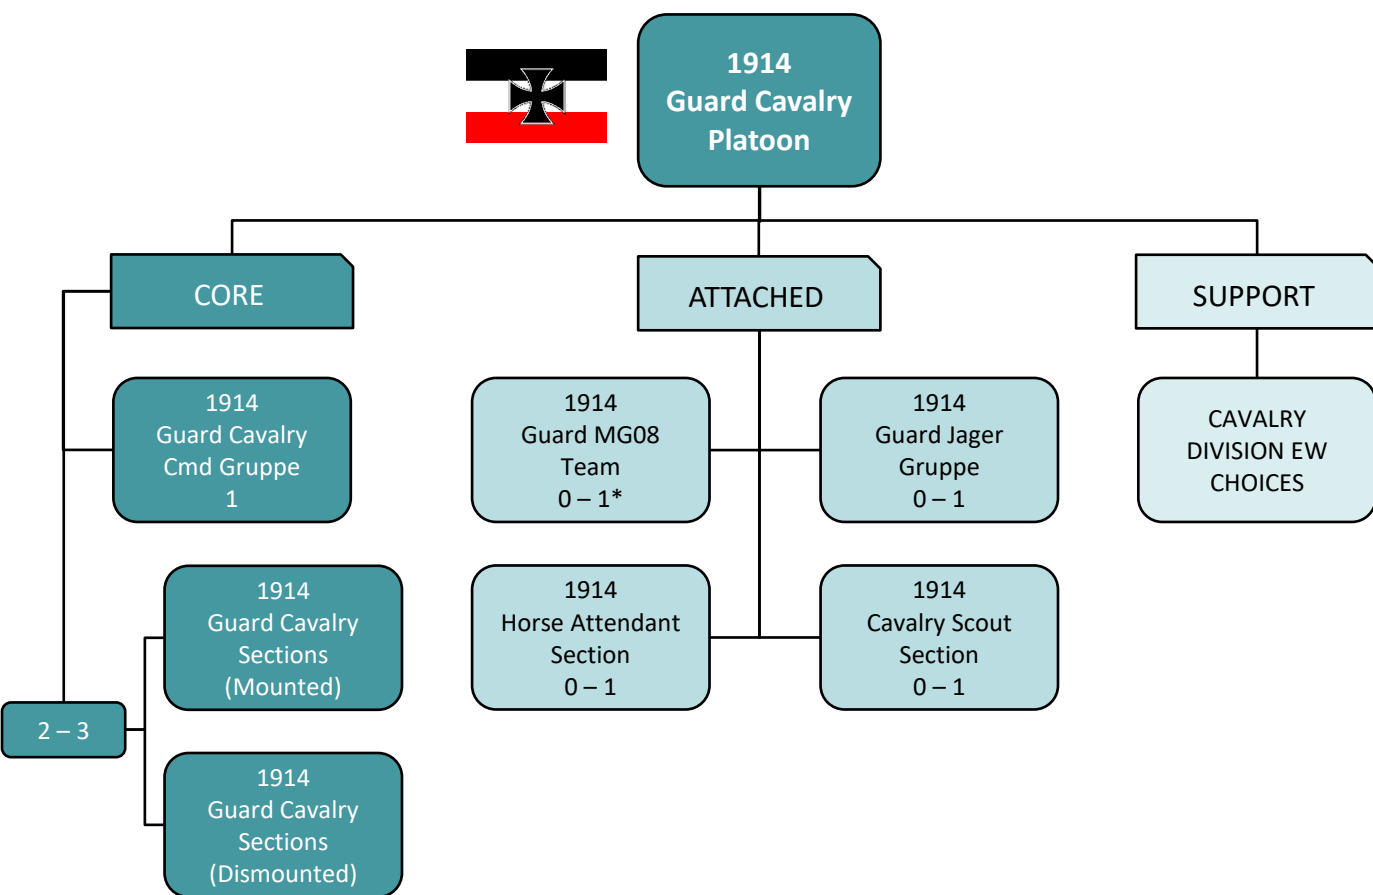 1914
Guard Cavalry
Platoon
CORE
ATTACHED
SUPPORT
1914
Guard Cavalry
Cmd Gruppe
1
1914
Guard MG08
Team
0 – 1*
1914
Guard Jager
Gruppe
0 – 1
CAVALRY
DIVISION EW
CHOICES
1914
Guard Cavalry
Sections
(Mounted)
1914
Horse Attendant
Section
0 – 1
1914
Cavalry Scout
Section
0 – 1
2 – 3
1914
Guard Cavalry
Sections
(Dismounted)